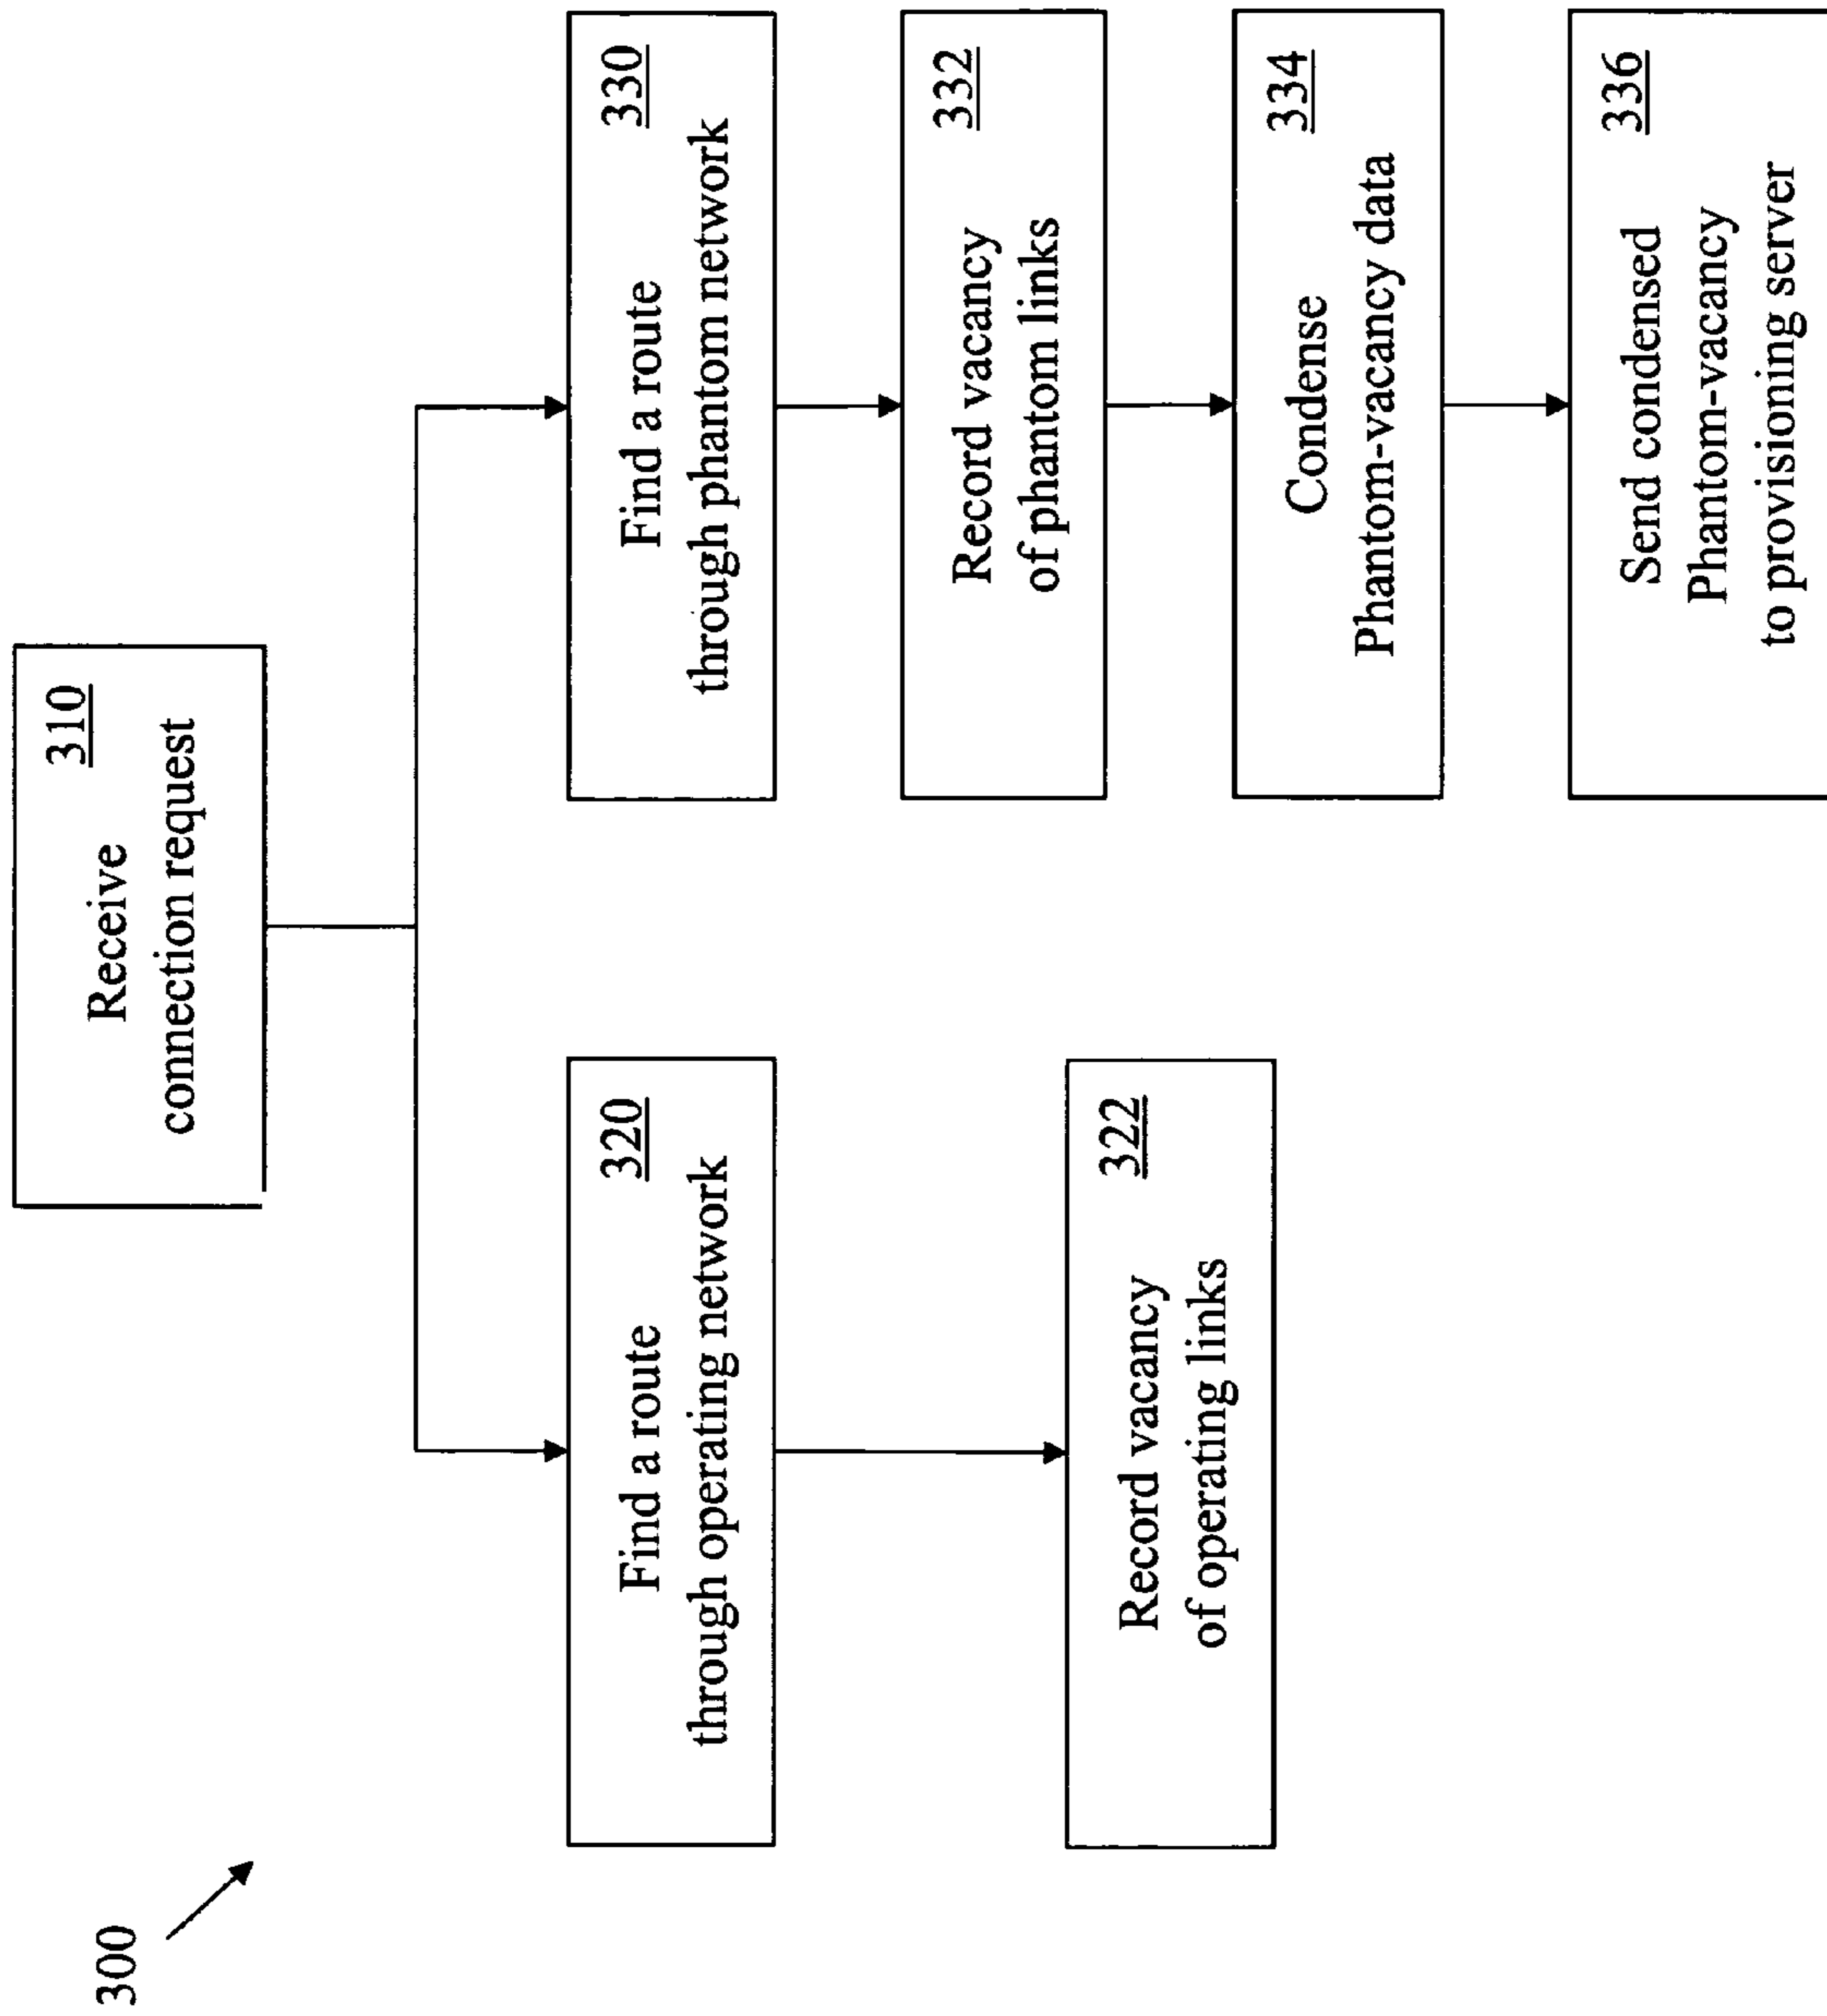 300
310
Receive
connection request
320
Find a route
through operating network
322
Record vacancy
of operating links
330
Find a route
through phantom network
332
Record vacancy
of phantom links
334
Condense
Phantom-vacancy data
336
Send condensed
Phantom-vacancy
to provisioning server